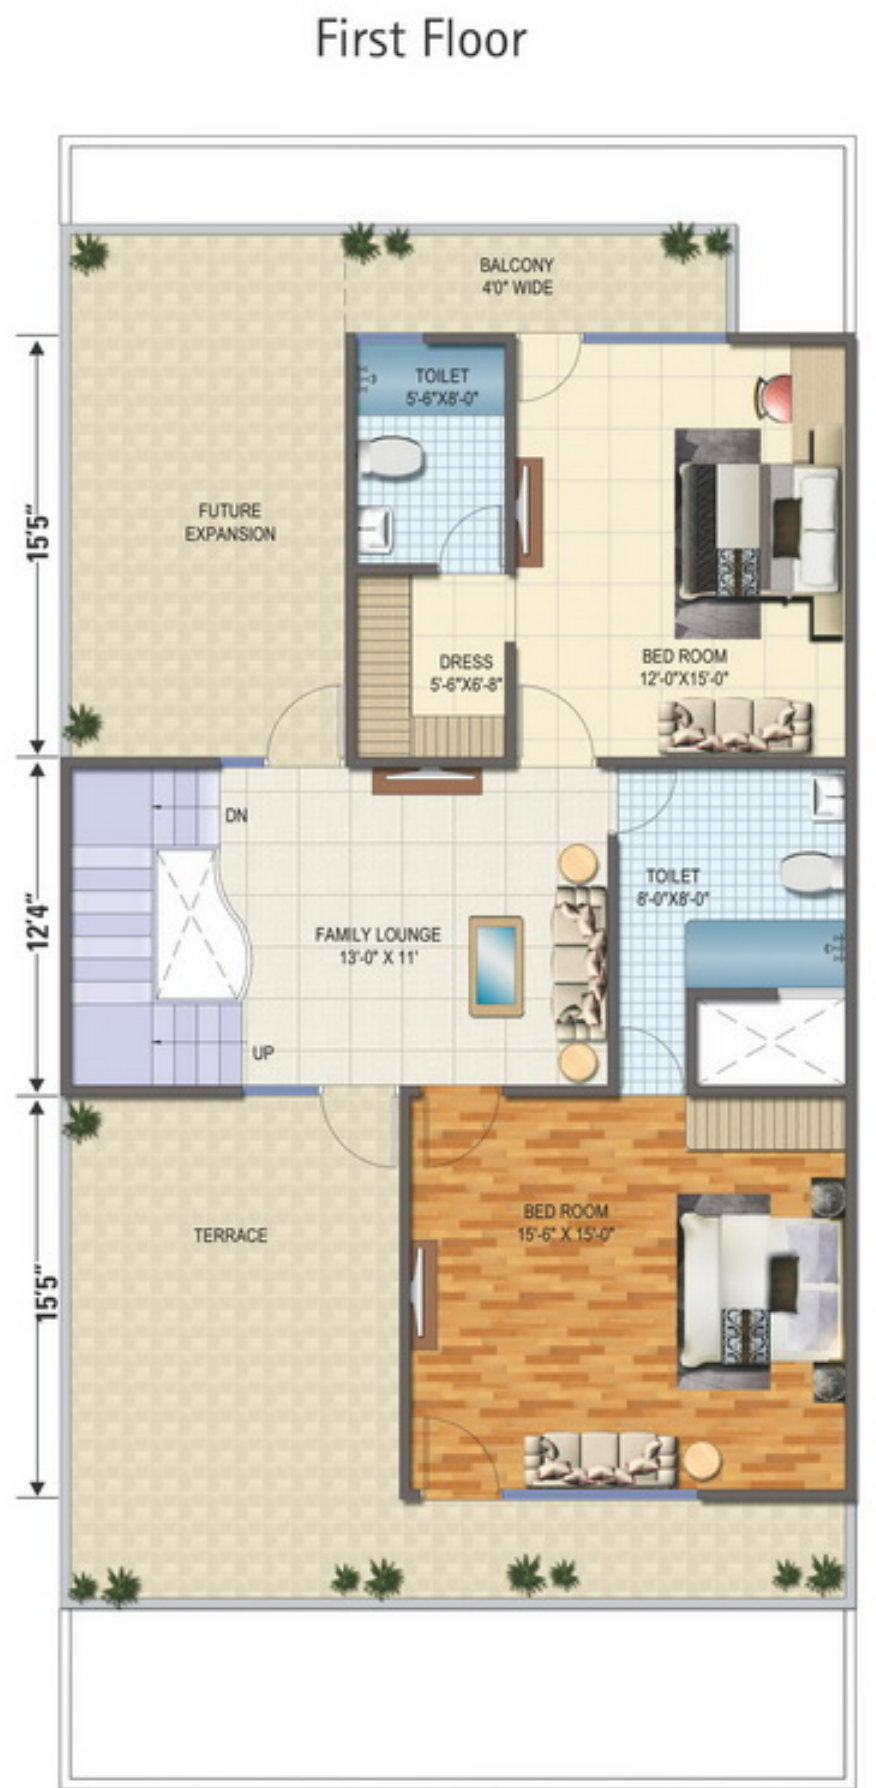 First Floor
BALCONY
4'0" WIDE
TOILET
5'-6"X8'-0"
FUTURE
EXPANSION
15'5"
DRESS
5'-6"X6'-8"
BED ROOM
12'-0"X15'-0"
DN
TOILET
8'-0"X8'-0"
12'4"
FAMILY LOUNGE
13'-0" X 11'
UP
BED ROOM
15'-6" X 15'-0"
TERRACE
15'5"